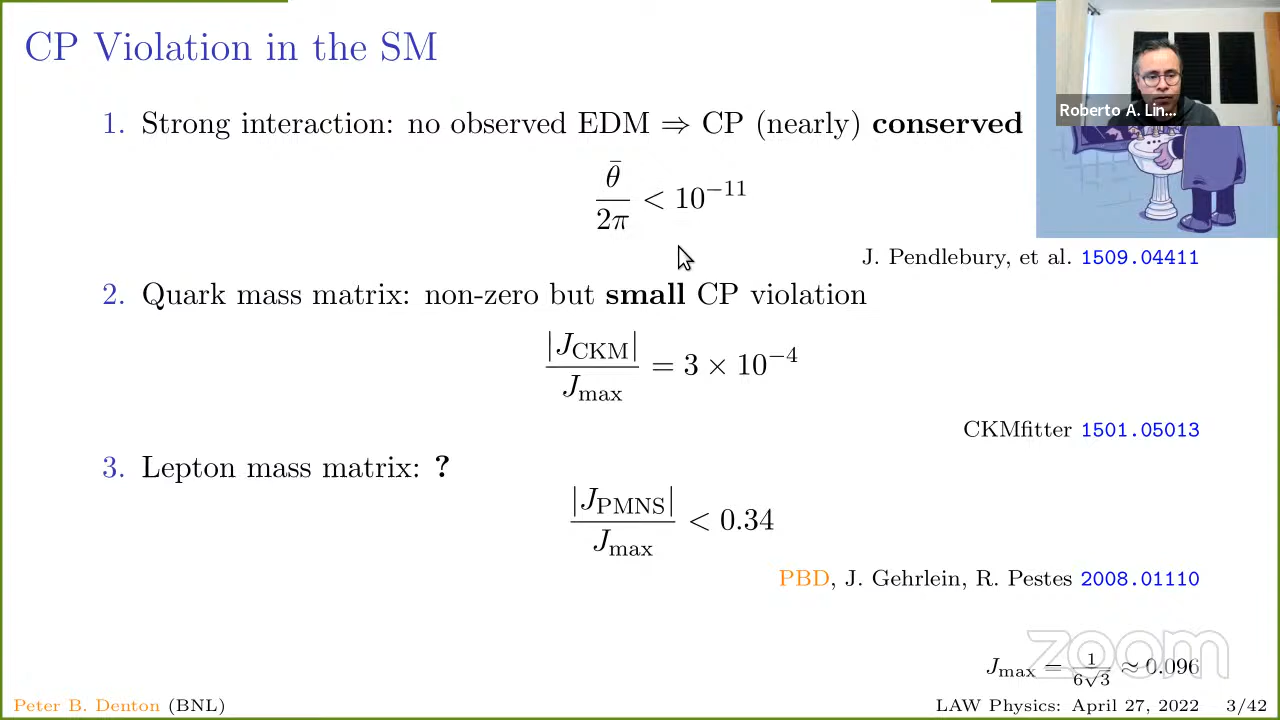 CP Violation in the SM
Roberto A. Lin...
1. Strong interaction: no observed EDM ⇒ CP (nearly) conserved
θ̄/2π < 10⁻¹¹
J. Pendlebury, et al. 1509.04411
2. Quark mass matrix: non-zero but small CP violation
|J_CKM|/J_max = 3 × 10⁻⁴
CKMfitter 1501.05013
3. Lepton mass matrix: ?
|J_PMNS|/J_max < 0.34
PBD, J. Gehrlein, R. Pestes 2008.01110
zoom
J_max = 1/(6√3) ≈ 0.096
Peter B. Denton (BNL)
LAW Physics: April 27, 2022 3/42